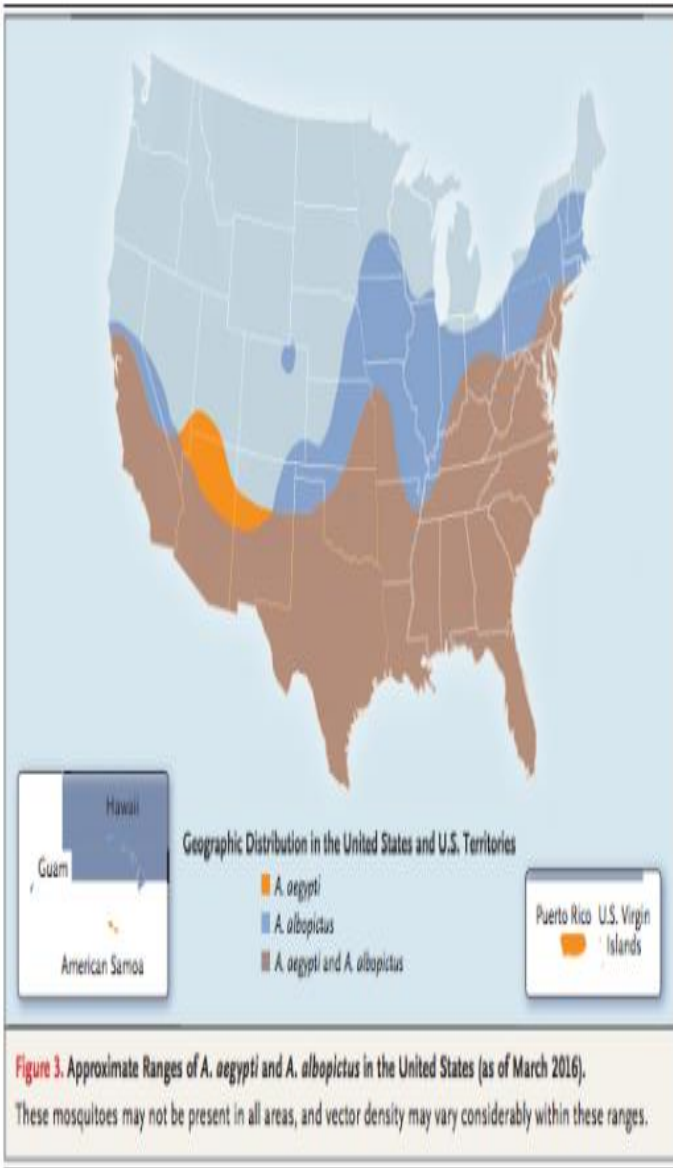 Hawaii
Guam
American Samoa
Geographic Distribution in the United States and U.S. Territories
A. aegypti
A. albopictus
A. aegypti and A. albopictus
Puerto Rico U.S. Virgin
Islands
Figure 3. Approximate Ranges of A. aegypti and A. albopictus in the United States (as of March 2016).
These mosquitoes may not be present in all areas, and vector density may vary considerably within these ranges.